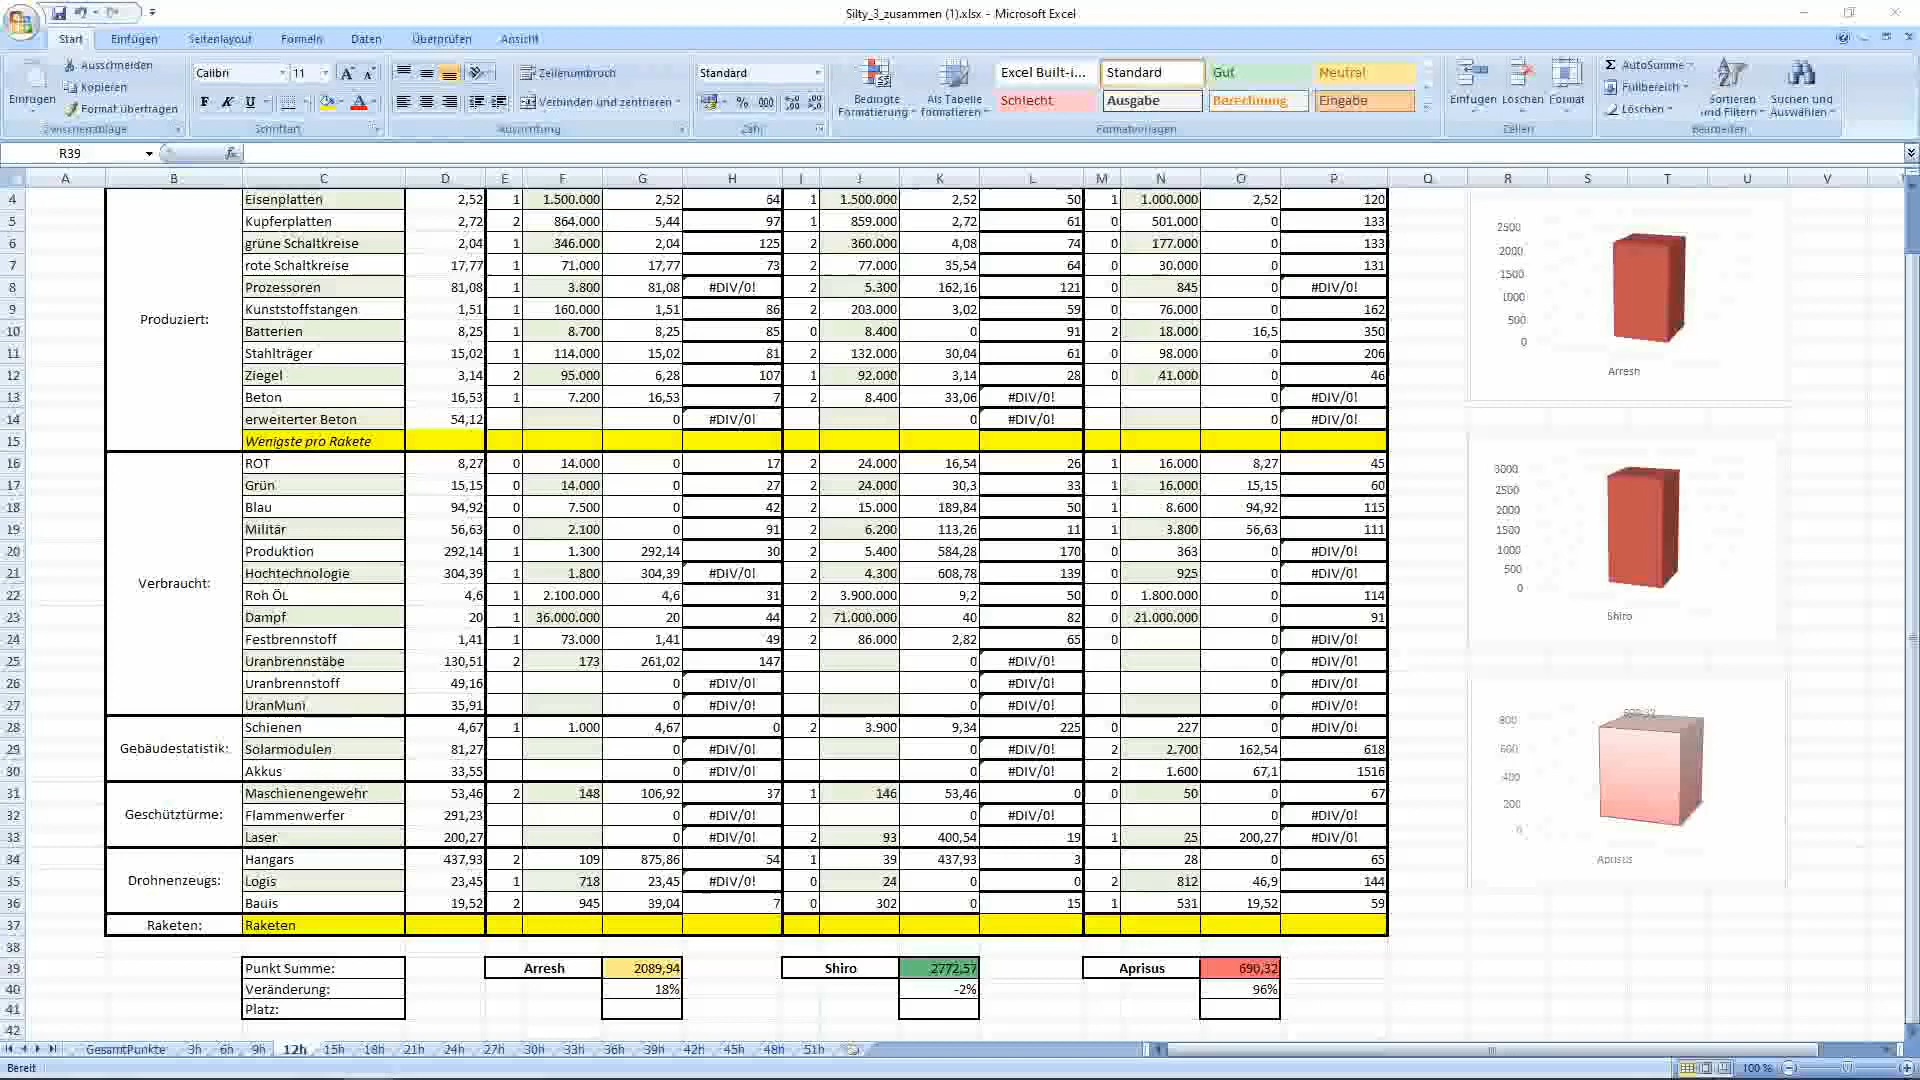 Silty_3_zusammen (1).xlsx - Microsoft Excel
Start Einfügen Seitenlayout Formeln Daten Überprüfen Ansicht
Einfügen
Ausschneiden
Kopieren
Format übertragen
Zwischenablage
Calibri 11
F K U
Schriftart
Zeilenumbruch
Verbinden und zentrieren
Ausrichtung
Standard
% 000
Zahl
Bedingte Formatierung
Als Tabelle formatieren
Excel Built-i... Standard Gut Neutral
Schlecht Ausgabe Berechnung Eingabe
Formatvorlagen
Einfügen Löschen Format
Zellen
Σ AutoSumme
Füllbereich
Löschen
Sortieren und Filtern
Suchen und Auswählen
Bearbeiten
R39
A B C D E F G H I J K L M N O P Q R S T U V
4 Eisenplatten 2,52 1 1.500.000 2,52 64 1 1.500.000 2,52 50 1 1.000.000 2,52 120
5 Kupferplatten 2,72 2 864.000 5,44 97 1 859.000 2,72 61 0 501.000 0 133
6 grüne Schaltkreise 2,04 1 346.000 2,04 125 2 360.000 4,08 74 0 177.000 0 133
7 rote Schaltkreise 17,77 1 71.000 17,77 73 2 77.000 35,54 64 0 30.000 0 131
8 Prozessoren 81,08 1 3.800 81,08 #DIV/0! 2 5.300 162,16 121 0 845 0 #DIV/0!
9 Kunststoffstangen 1,51 1 160.000 1,51 86 2 203.000 3,02 59 0 76.000 0 162
Produziert:
10 Batterien 8,25 1 8.700 8,25 85 0 8.400 0 91 2 18.000 16,5 350
11 Stahlträger 15,02 1 114.000 15,02 81 2 132.000 30,04 61 0 98.000 0 206
12 Ziegel 3,14 2 95.000 6,28 107 1 92.000 3,14 28 0 41.000 0 46
13 Beton 16,53 1 7.200 16,53 7 2 8.400 33,06 #DIV/0! 0 #DIV/0!
14 erweiterter Beton 54,12 0 #DIV/0! 0 #DIV/0! 0 #DIV/0!
15 Wenigste pro Rakete
16 ROT 8,27 0 14.000 0 17 2 24.000 16,54 26 1 16.000 8,27 45
17 Grün 15,15 0 14.000 0 27 2 24.000 30,3 33 1 16.000 15,15 60
18 Blau 94,92 0 7.500 0 42 2 15.000 189,84 50 1 8.600 94,92 115
19 Militär 56,63 0 2.100 0 91 2 6.200 113,26 11 1 3.800 56,63 111
20 Produktion 292,14 1 1.300 292,14 30 2 5.400 584,28 170 0 363 0 #DIV/0!
21 Hochtechnologie 304,39 1 1.800 304,39 #DIV/0! 2 4.300 608,78 139 0 925 0 #DIV/0!
Verbraucht:
22 Roh ÖL 4,6 1 2.100.000 4,6 31 2 3.900.000 9,2 50 0 1.800.000 0 114
23 Dampf 20 1 36.000.000 20 44 2 71.000.000 40 82 0 21.000.000 0 91
24 Festbrennstoff 1,41 1 73.000 1,41 49 2 86.000 2,82 65 0 0 #DIV/0!
25 Uranbrennstäbe 130,51 2 173 261,02 147 0 #DIV/0! 0 #DIV/0!
26 Uranbrennstoff 49,16 0 #DIV/0! 0 #DIV/0! 0 #DIV/0!
27 UranMuni 35,91 0 #DIV/0! 0 #DIV/0! 0 #DIV/0!
28 Schienen 4,67 1 1.000 4,67 0 2 3.900 9,34 225 0 227 0 #DIV/0!
29 Gebäudestatistik: Solarmodulen 81,27 0 #DIV/0! 0 #DIV/0! 2 2.700 162,54 618
30 Akkus 33,55 0 #DIV/0! 0 #DIV/0! 2 1.600 67,1 1516
31 Maschienengewehr 53,46 2 148 106,92 37 1 146 53,46 0 0 50 0 67
32 Geschütztürme: Flammenwerfer 291,23 0 #DIV/0! 0 #DIV/0! 0 #DIV/0!
33 Laser 200,27 0 #DIV/0! 2 93 400,54 19 1 25 200,27 #DIV/0!
34 Hangars 437,93 2 109 875,86 54 1 39 437,93 3 28 0 65
35 Drohnenzeugs: Logis 23,45 1 718 23,45 #DIV/0! 0 24 0 0 2 812 46,9 144
36 Bauis 19,52 2 945 39,04 7 0 302 0 15 1 531 19,52 59
37 Raketen: Raketen
38
39 Punkt Summe: Arresh 2089,94 Shiro 2772,57 Aprisus 690,32
40 Veränderung: 18% -2% 96%
41 Platz:
42
2500
2000
1500
1000
500
0
Arresh
3000
2500
2000
1500
1000
500
0
Shiro
800
600
400
200
0
690,32
Aprisus
GesamtPunkte 3h 6h 9h 12h 15h 18h 21h 24h 27h 30h 33h 36h 39h 42h 45h 48h 51h
Bereit
100 %